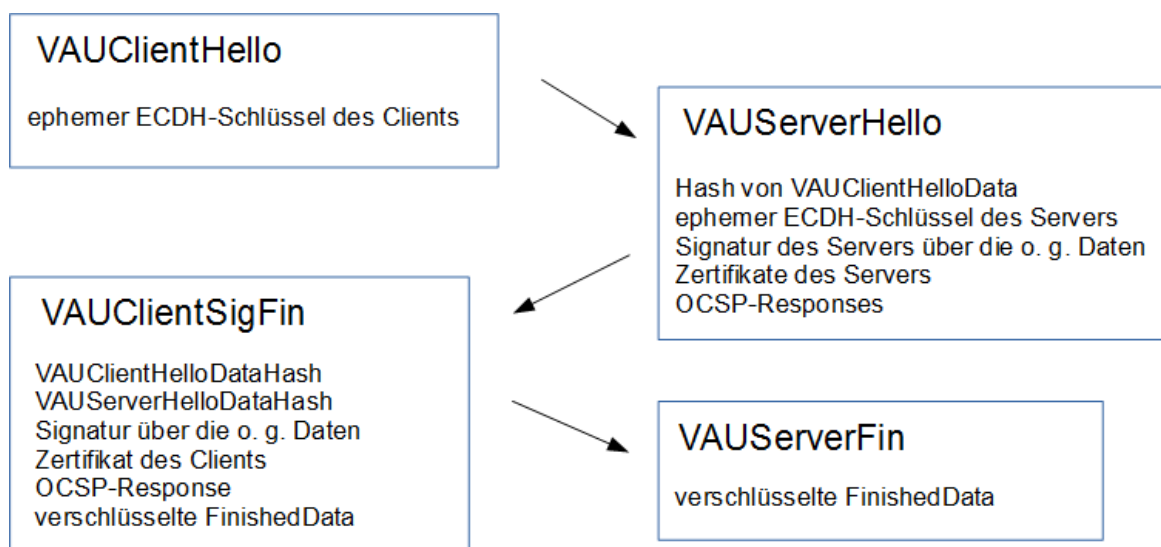 VAUClientHello
ephemer ECDH-Schlüssel des Clients
VAUServerHello
Hash von VAUClientHelloData
ephemer ECDH-Schlüssel des Servers
Signatur des Servers über die o. g. Daten
Zertifikate des Servers
OCSP-Responses
VAUClientSigFin
VAUClientHelloDataHash
VAUServerHelloDataHash
Signatur über die o. g. Daten
Zertifikat des Clients
OCSP-Response
verschlüsselte FinishedData
VAUServerFin
verschlüsselte FinishedData